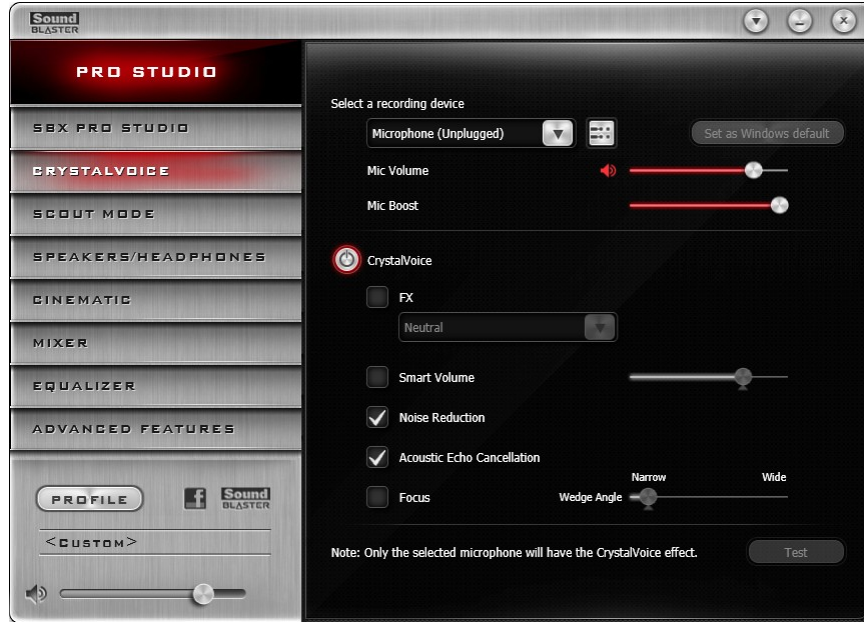 Sound
BLASTER
PRO STUDIO
SBX PRO STUDIO
CRYSTALVOICE
SCOUT MODE
SPEAKERS/HEADPHONES
CINEMATIC
MIXER
EQUALIZER
ADVANCED FEATURES
PROFILE
f
Sound
BLASTER
<CUSTOM>
Select a recording device
Microphone (Unplugged)
Set as Windows default
Mic Volume
Mic Boost
CrystalVoice
FX
Neutral
Smart Volume
Noise Reduction
Acoustic Echo Cancellation
Narrow Wide
Focus Wedge Angle
Note: Only the selected microphone will have the CrystalVoice effect.
Test